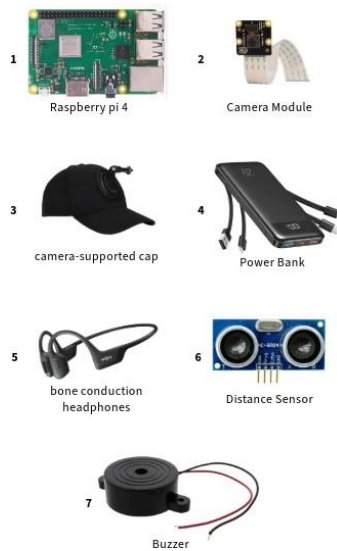 1
Raspberry pi 4
2
Camera Module
3
camera-supported cap
4
Power Bank
5
bone conduction
headphones
6
Distance Sensor
7
Buzzer